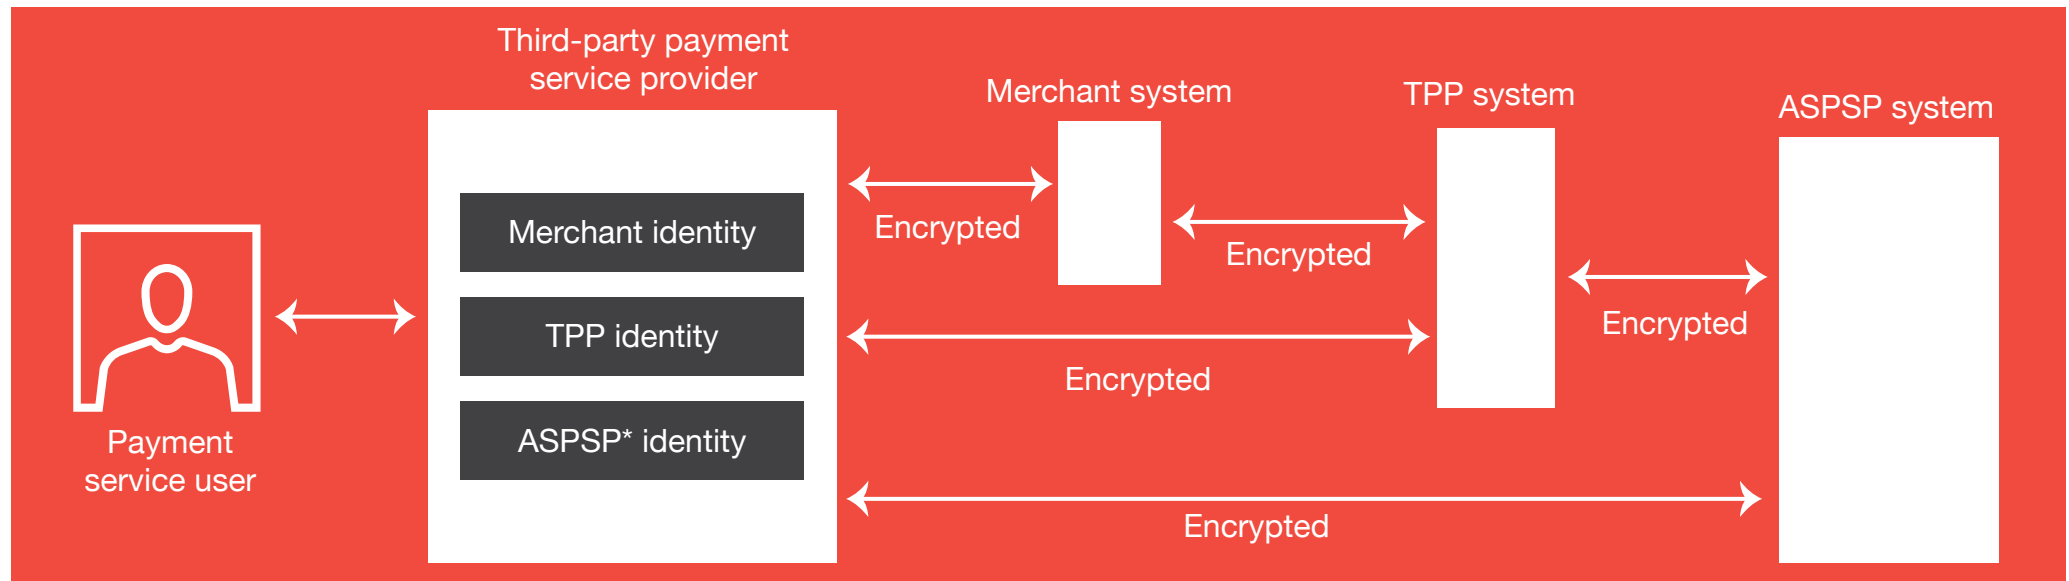 Third-party payment
service provider
Merchant system
TPP system
ASPSP system
Merchant identity
Encrypted
Encrypted
TPP identity
Encrypted
Encrypted
ASPSP* identity
Payment
service user
Encrypted